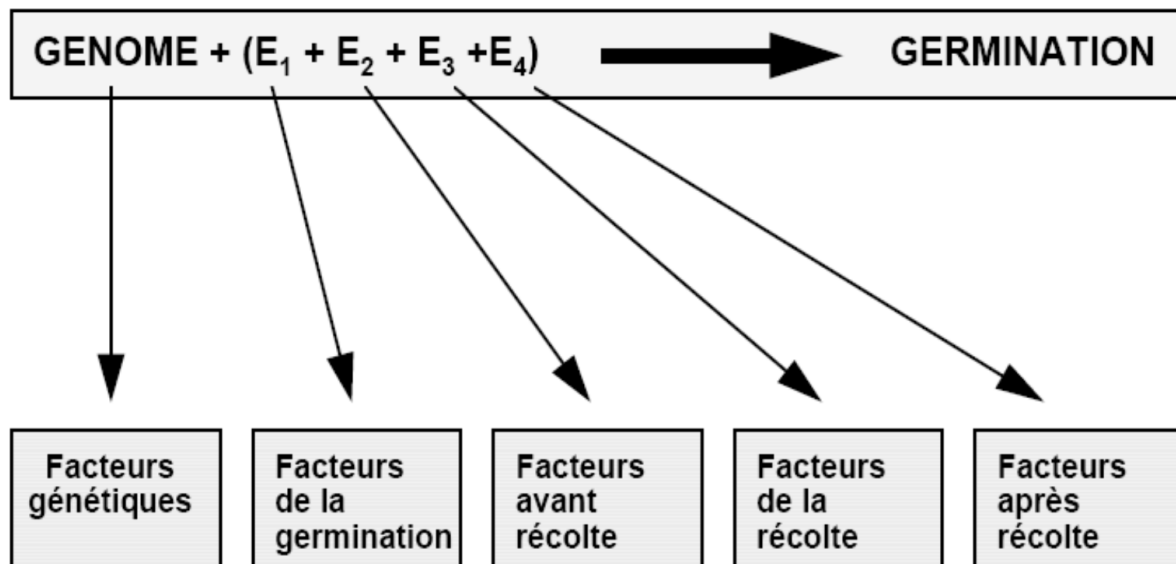 GENOME + (E₁ + E₂ + E₃ +E₄) GERMINATION
Facteurs
génétiques
Facteurs
de la
germination
Facteurs
avant
récolte
Facteurs
de la
récolte
Facteurs
après
récolte